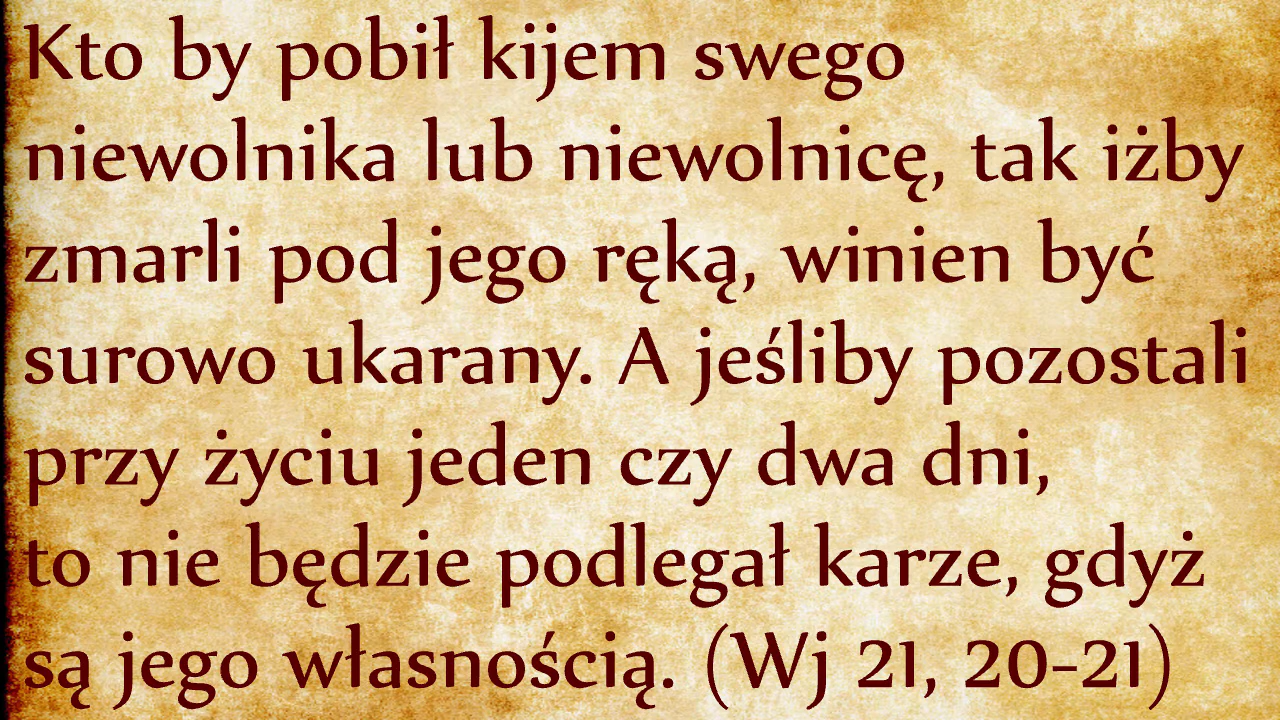 Kto by pobił kijem swego
niewolnika lub niewolnicę, tak iżby
zmarli pod jego ręką, winien być
surowo ukarany. A jeśliby pozostali
przy życiu jeden czy dwa dni,
to nie będzie podlegał karze, gdyż
są jego własnością. (Wj 21, 20-21)